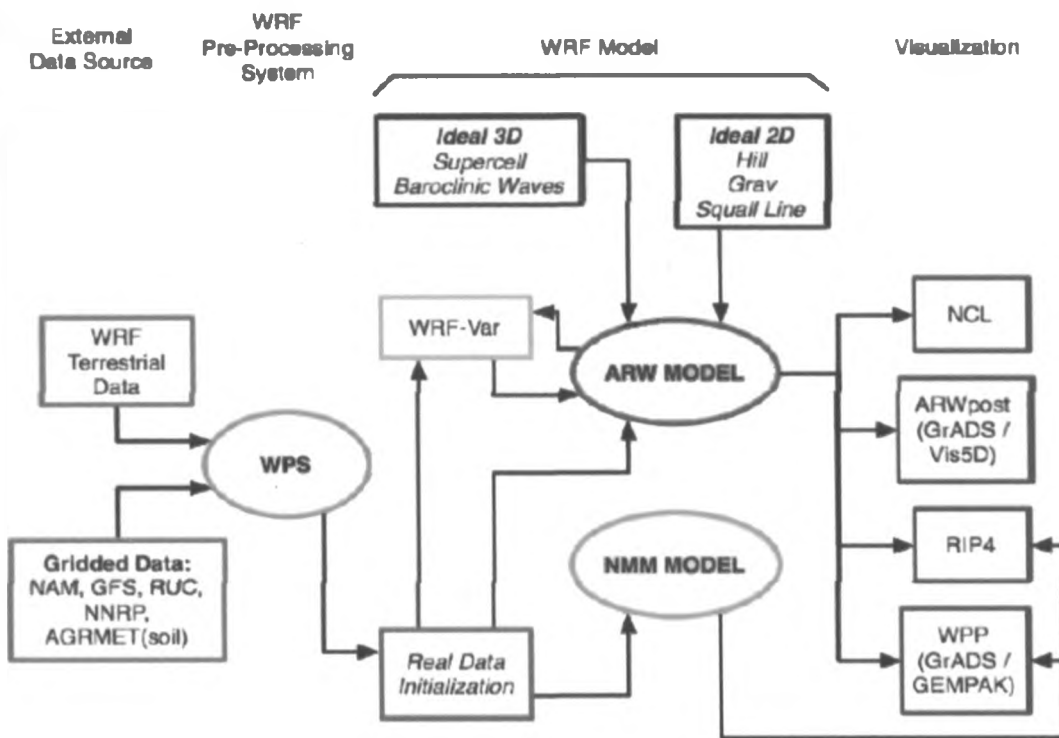 External
Data Source
WRF
Pre-Processing
System
WRF Model
Visualization
Ideal 3D
Supercell
Baroclinic Waves
Ideal 2D
Hill
Grav
Squall Line
WRF-Var
ARW MODEL
NCL
WRF
Terrestrial
Data
ARWpost
(GrADS /
Vis5D)
WPS
Gridded Data:
NAM, GFS, RUC,
NNRP,
AGRMET(soil)
NMM MODEL
RIP4
Real Data
Initialization
WPP
(GrADS /
GEMPAK)